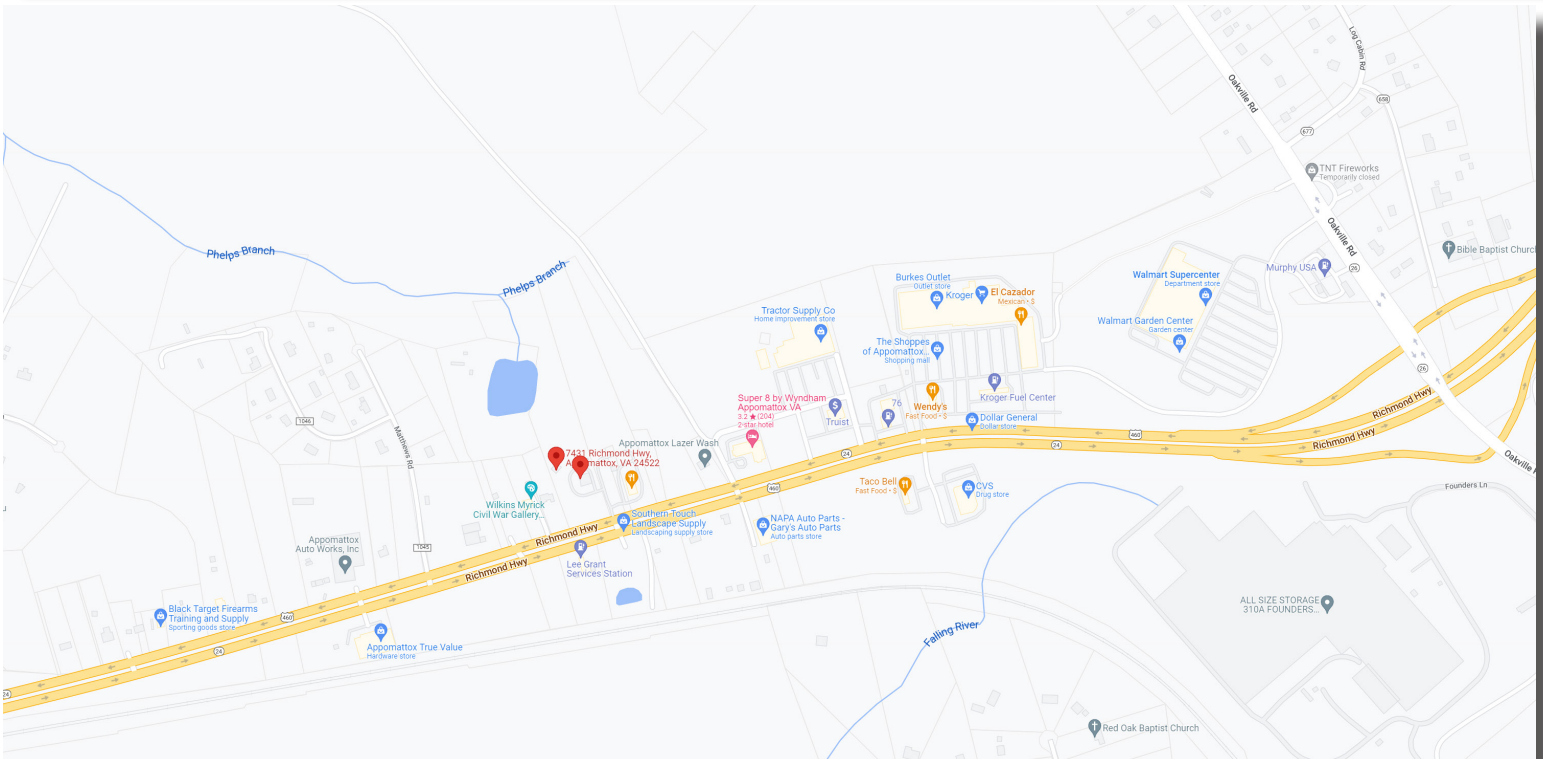 Log Cabin Rd
Oakville Rd
658
677
TNT Fireworks
Temporarily closed
Phelps Branch
Phelps Branch
Oakville Rd
Bible Baptist Church
26
Murphy USA
Walmart Supercenter
Department store
Burkes Outlet
Outlet store
Kroger
El Cazador
Mexican • $
Tractor Supply Co
Home improvement store
Walmart Garden Center
Garden center
The Shoppes
of Appomattox...
Shopping mall
26
Kroger Fuel Center
Super 8 by Wyndham
Appomattox VA
3.2 ★ (204)
2-star hotel
Truist
76
Wendy's
Fast Food • $
Dollar General
Dollar store
Richmond Hwy
Richmond Hwy
1046
Matthews Rd
460
24
24
Appomattox Lazer Wash
7431 Richmond Hwy,
Appomattox, VA 24522
460
Taco Bell
Fast Food • $
CVS
Drug store
Founders Ln
Wilkins Myrick
Civil War Gallery...
Southern Touch
Landscape Supply
Landscaping supply store
NAPA Auto Parts -
Gary's Auto Parts
Auto parts store
Richmond Hwy
Richmond Hwy
Appomattox
Auto Works, Inc
1045
Lee Grant
Services Station
Black Target Firearms
Training and Supply
Sporting goods store
460
24
Appomattox True Value
Hardware store
Falling River
ALL SIZE STORAGE
310A FOUNDERS...
24
Red Oak Baptist Church